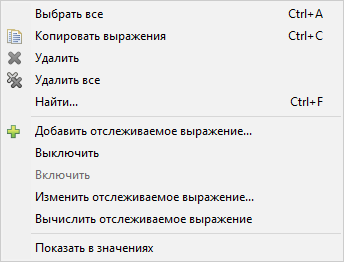 Выбрать все Ctrl+A
Копировать выражения Ctrl+C
Удалить
Удалить все
Найти... Ctrl+F
Добавить отслеживаемое выражение...
Выключить
Включить
Изменить отслеживаемое выражение...
Вычислить отслеживаемое выражение
Показать в значениях